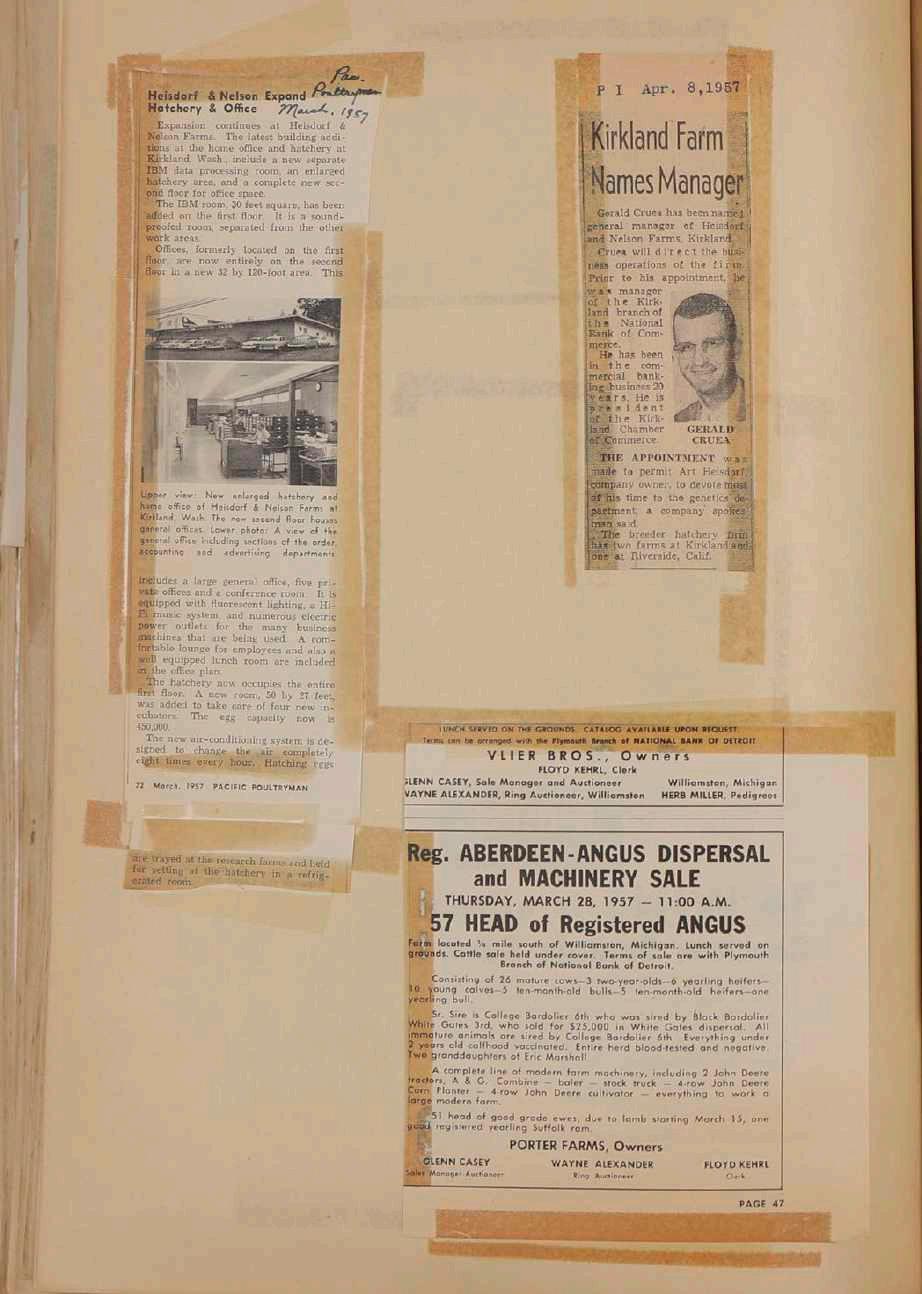 Pac.
Poultryman
March, 1957
Heisdorf & Nelson Expand
Hatchery & Office
Expansion continues at Heisdorf &
Nelson Farms. The latest building addi-
tions at the home office and hatchery at
Kirkland, Wash., include a new separate
IBM data processing room, an enlarged
hatchery area, and a complete new sec-
ond floor for office space.
The IBM room, 30 feet square, has been
added on the first floor. It is a sound-
proofed room, separated from the other
work areas.
Offices, formerly located on the first
floor, are now entirely on the second
floor in a new 32 by 120-foot area. This
Upper view: New enlarged hatchery and
home office of Heisdorf & Nelson Farms at
Kirkland, Wash. The new second floor houses
general offices. Lower photo: A view of the
general office including sections of the order,
accounting and advertising departments
includes a large general office, five pri-
vate offices and a conference room. It is
equipped with fluorescent lighting, a Hi-
Fi music system, and numerous electric
power outlets for the many business
machines that are being used. A com-
fortable lounge for employees and also a
well equipped lunch room are included
in the office plan.
The hatchery now occupies the entire
first floor. A new room, 50 by 27 feet,
was added to take care of four new in-
cubators. The egg capacity now is
450,000.
The new air-conditioning system is de-
signed to change the air completely
eight times every hour. Hatching eggs
72 March, 1957 PACIFIC POULTRYMAN
are trayed at the research farms and held
for setting at the hatchery in a refrig-
erated room.
P I Apr. 8,1957
Kirkland Farm
Names Manager
Gerald Cruea has been named
general manager of Heisdorf
and Nelson Farms, Kirkland.
Cruea will direct the busi-
ness operations of the firm.
Prior to his appointment, he
was manager
of the Kirk-
land branch of
the National
Bank of Com-
merce.
He has been
in the com-
mercial bank-
ing business 20
years. He is
president
of the Kirk-
land Chamber
of Commerce.
GERALD
CRUEA
THE APPOINTMENT was
made to permit Art Heisdorf,
company owner, to devote most
of his time to the genetics de-
partment, a company spokes-
man said.
The breeder hatchery firm
has two farms at Kirkland and
one at Riverside, Calif.
LUNCH SERVED ON THE GROUNDS. CATALOG AVAILABLE UPON REQUEST.
Terms can be arranged with the Plymouth Branch of NATIONAL BANK OF DETROIT
VLIER BROS., Owners
FLOYD KEHRL, Clerk
GLENN CASEY, Sale Manager and Auctioneer Williamston, Michigan
WAYNE ALEXANDER, Ring Auctioneer, Williamston HERB MILLER, Pedigrees
Reg. ABERDEEN-ANGUS DISPERSAL
and MACHINERY SALE
THURSDAY, MARCH 28, 1957 — 11:00 A.M.
57 HEAD of Registered ANGUS
Farm located ¾ mile south of Williamston, Michigan. Lunch served on
grounds. Cattle sale held under cover. Terms of sale are with Plymouth
Branch of National Bank of Detroit.
Consisting of 26 mature cows—3 two-year-olds—6 yearling heifers—
10 young calves—5 ten-month-old bulls—5 ten-month-old heifers—one
yearling bull.
Sr. Sire is College Bardolier 6th who was sired by Black Bardolier
White Gates 3rd, who sold for $25,000 in White Gates dispersal. All
immature animals are sired by College Bardolier 6th. Everything under
2 years old calfhood vaccinated. Entire herd blood-tested and negative.
Two granddaughters of Eric Marshall.
A complete line of modern farm machinery, including 2 John Deere
tractors, A & G. Combine — baler — stock truck — 4-row John Deere
Corn Planter — 4-row John Deere cultivator — everything to work a
large modern farm.
51 head of good grade ewes, due to lamb starting March 15, one
good registered yearling Suffolk ram.
PORTER FARMS, Owners
GLENN CASEY WAYNE ALEXANDER FLOYD KEHRL
Sales Manager-Auctioneer Ring Auctioneer Clerk
PAGE 47